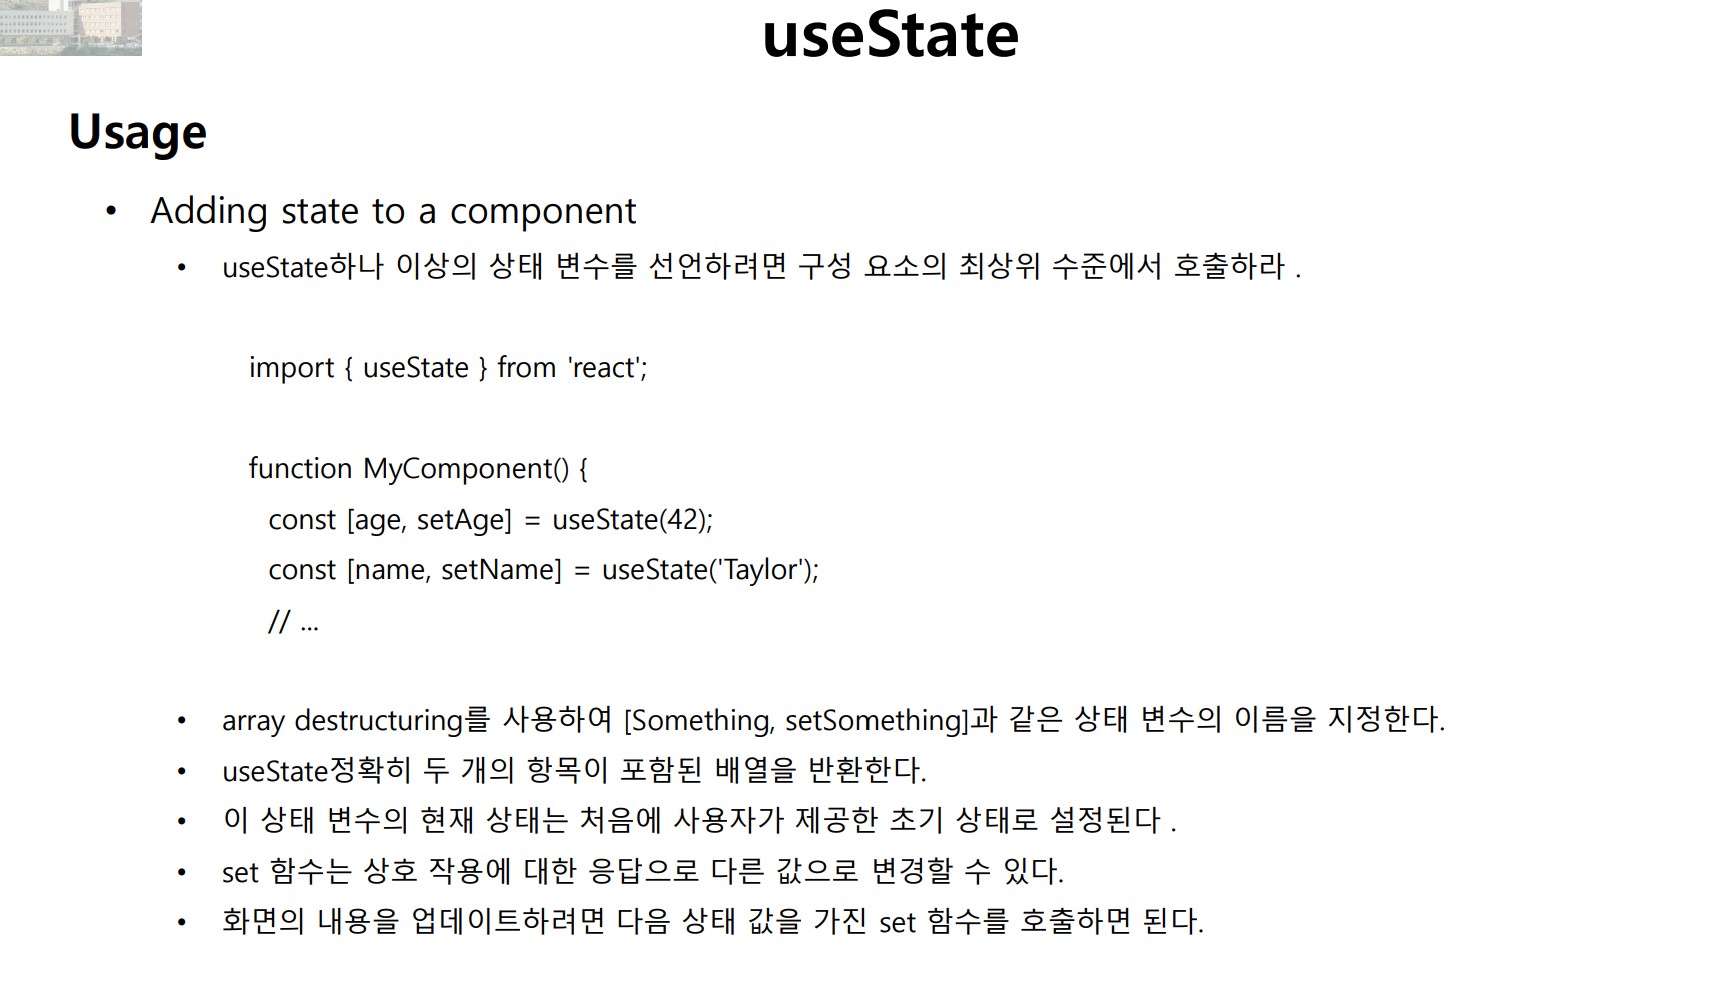 useState
Usage
• Adding state to a component
• useState하나 이상의 상태 변수를 선언하려면 구성 요소의 최상위 수준에서 호출하라 .
import { useState } from 'react';
function MyComponent() {
const [age, setAge] = useState(42);
const [name, setName] = useState('Taylor');
// ...
• array destructuring를 사용하여 [Something, setSomething]과 같은 상태 변수의 이름을 지정한다.
• useState정확히 두 개의 항목이 포함된 배열을 반환한다.
• 이 상태 변수의 현재 상태는 처음에 사용자가 제공한 초기 상태로 설정된다 .
• set 함수는 상호 작용에 대한 응답으로 다른 값으로 변경할 수 있다.
• 화면의 내용을 업데이트하려면 다음 상태 값을 가진 set 함수를 호출하면 된다.